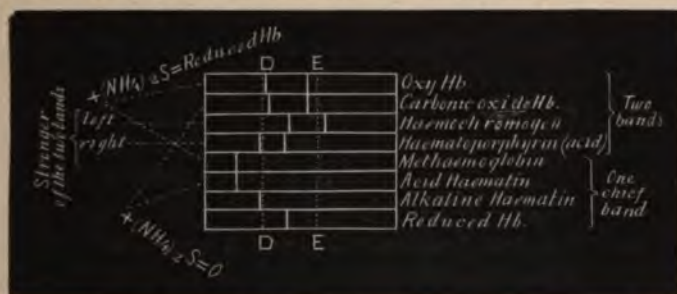 +(NH4)2S=Reduced Hb
D E
Oxy Hb
Carbonic oxide Hb.
Haemochromogen
Haematoporphyrin (acid)
Methaemoglobin
Acid Haematin
Alkaline Haematin
Reduced Hb.
Two
bands
One
chief
band
Stronger
of the two bands
left
right
D E
+(NH4)2S=0